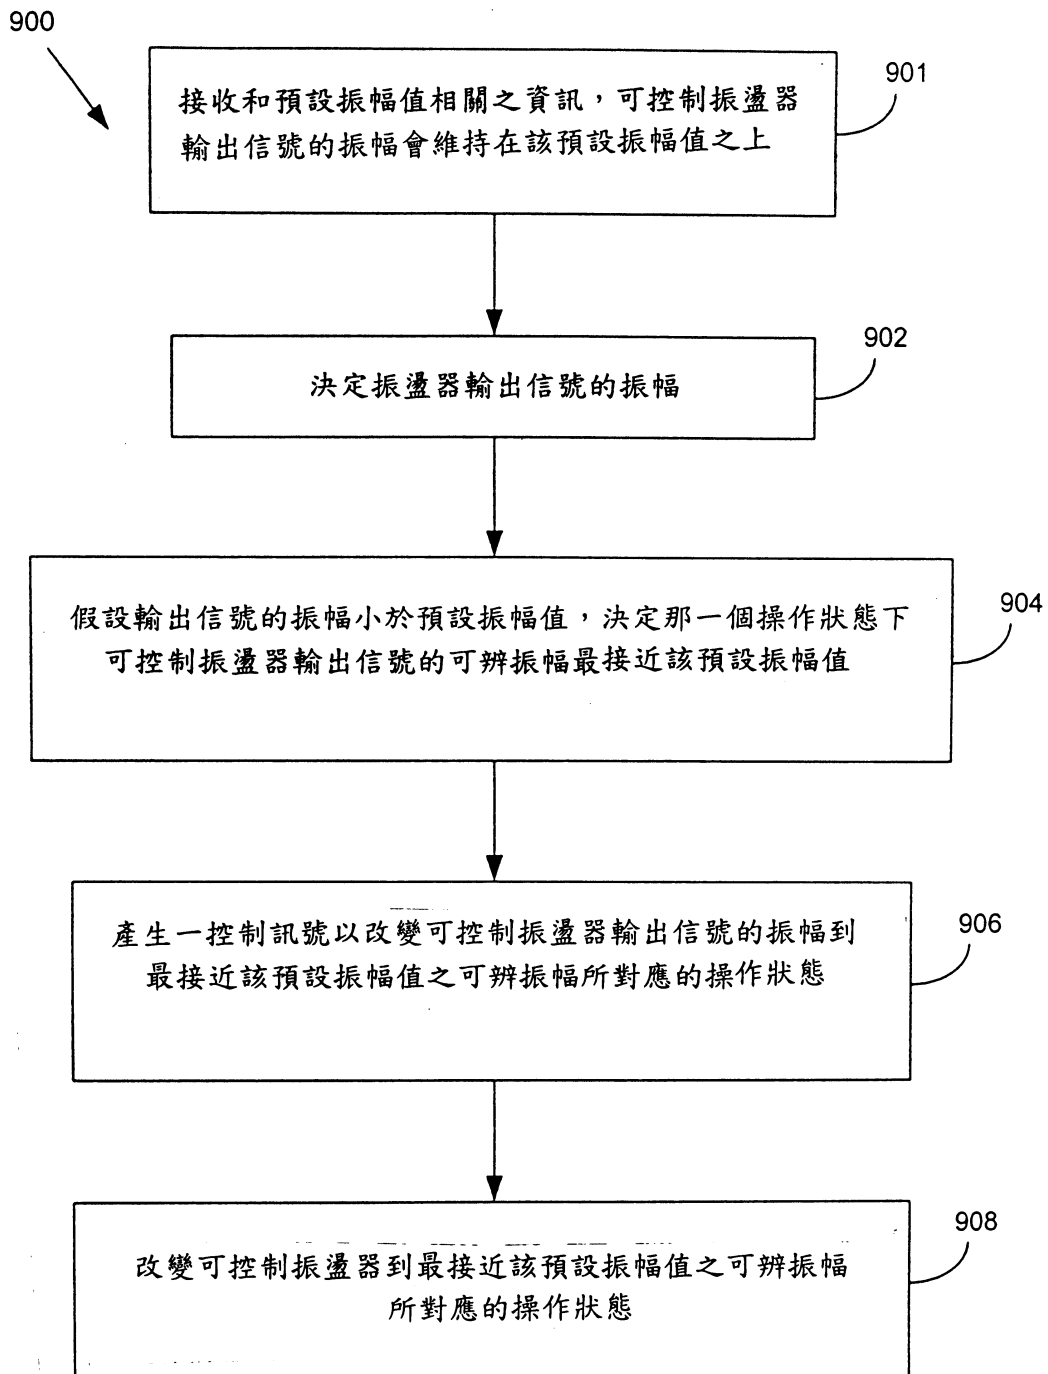 900
接收和預設振幅值相關之資訊，可控制振盪器
輸出信號的振幅會維持在該預設振幅值之上
901
決定振盪器輸出信號的振幅
902
假設輸出信號的振幅小於預設振幅值，決定那一個操作狀態下
可控制振盪器輸出信號的可辨振幅最接近該預設振幅值
904
產生一控制訊號以改變可控制振盪器輸出信號的振幅到
最接近該預設振幅值之可辨振幅所對應的操作狀態
906
改變可控制振盪器到最接近該預設振幅值之可辨振幅
所對應的操作狀態
908